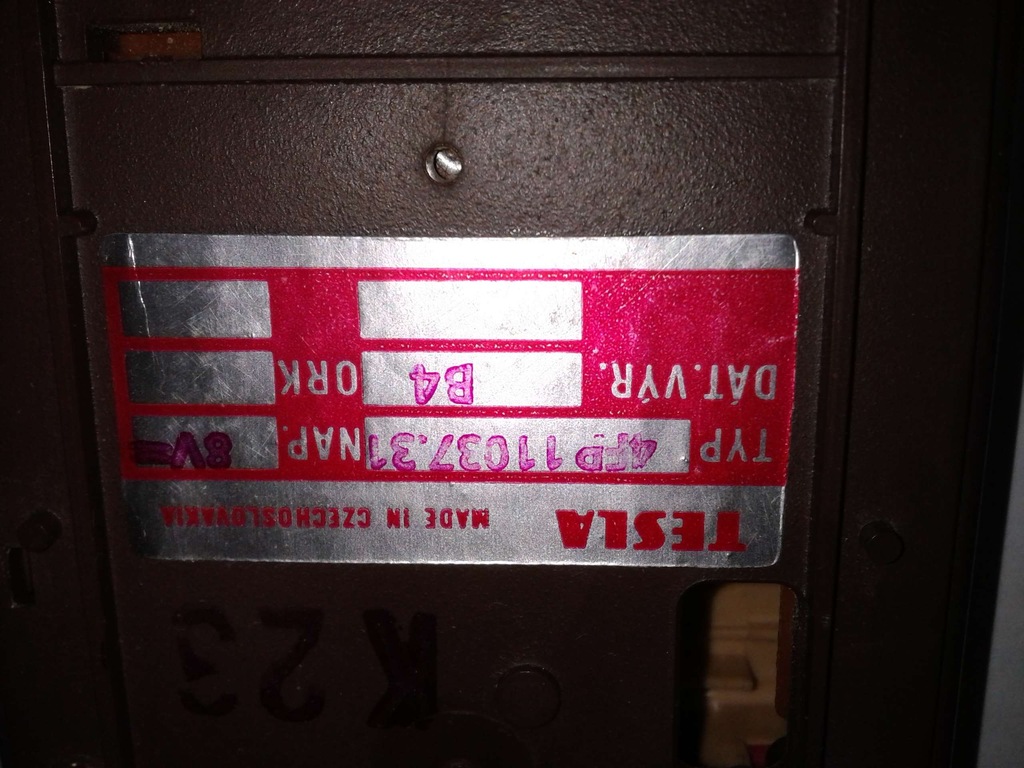 TESLA MADE IN CZECHOSLOVAKIA
TYP 4FP 11037.31 NAP. 8V=
DÁT.VÝR. B4 ORK
K23